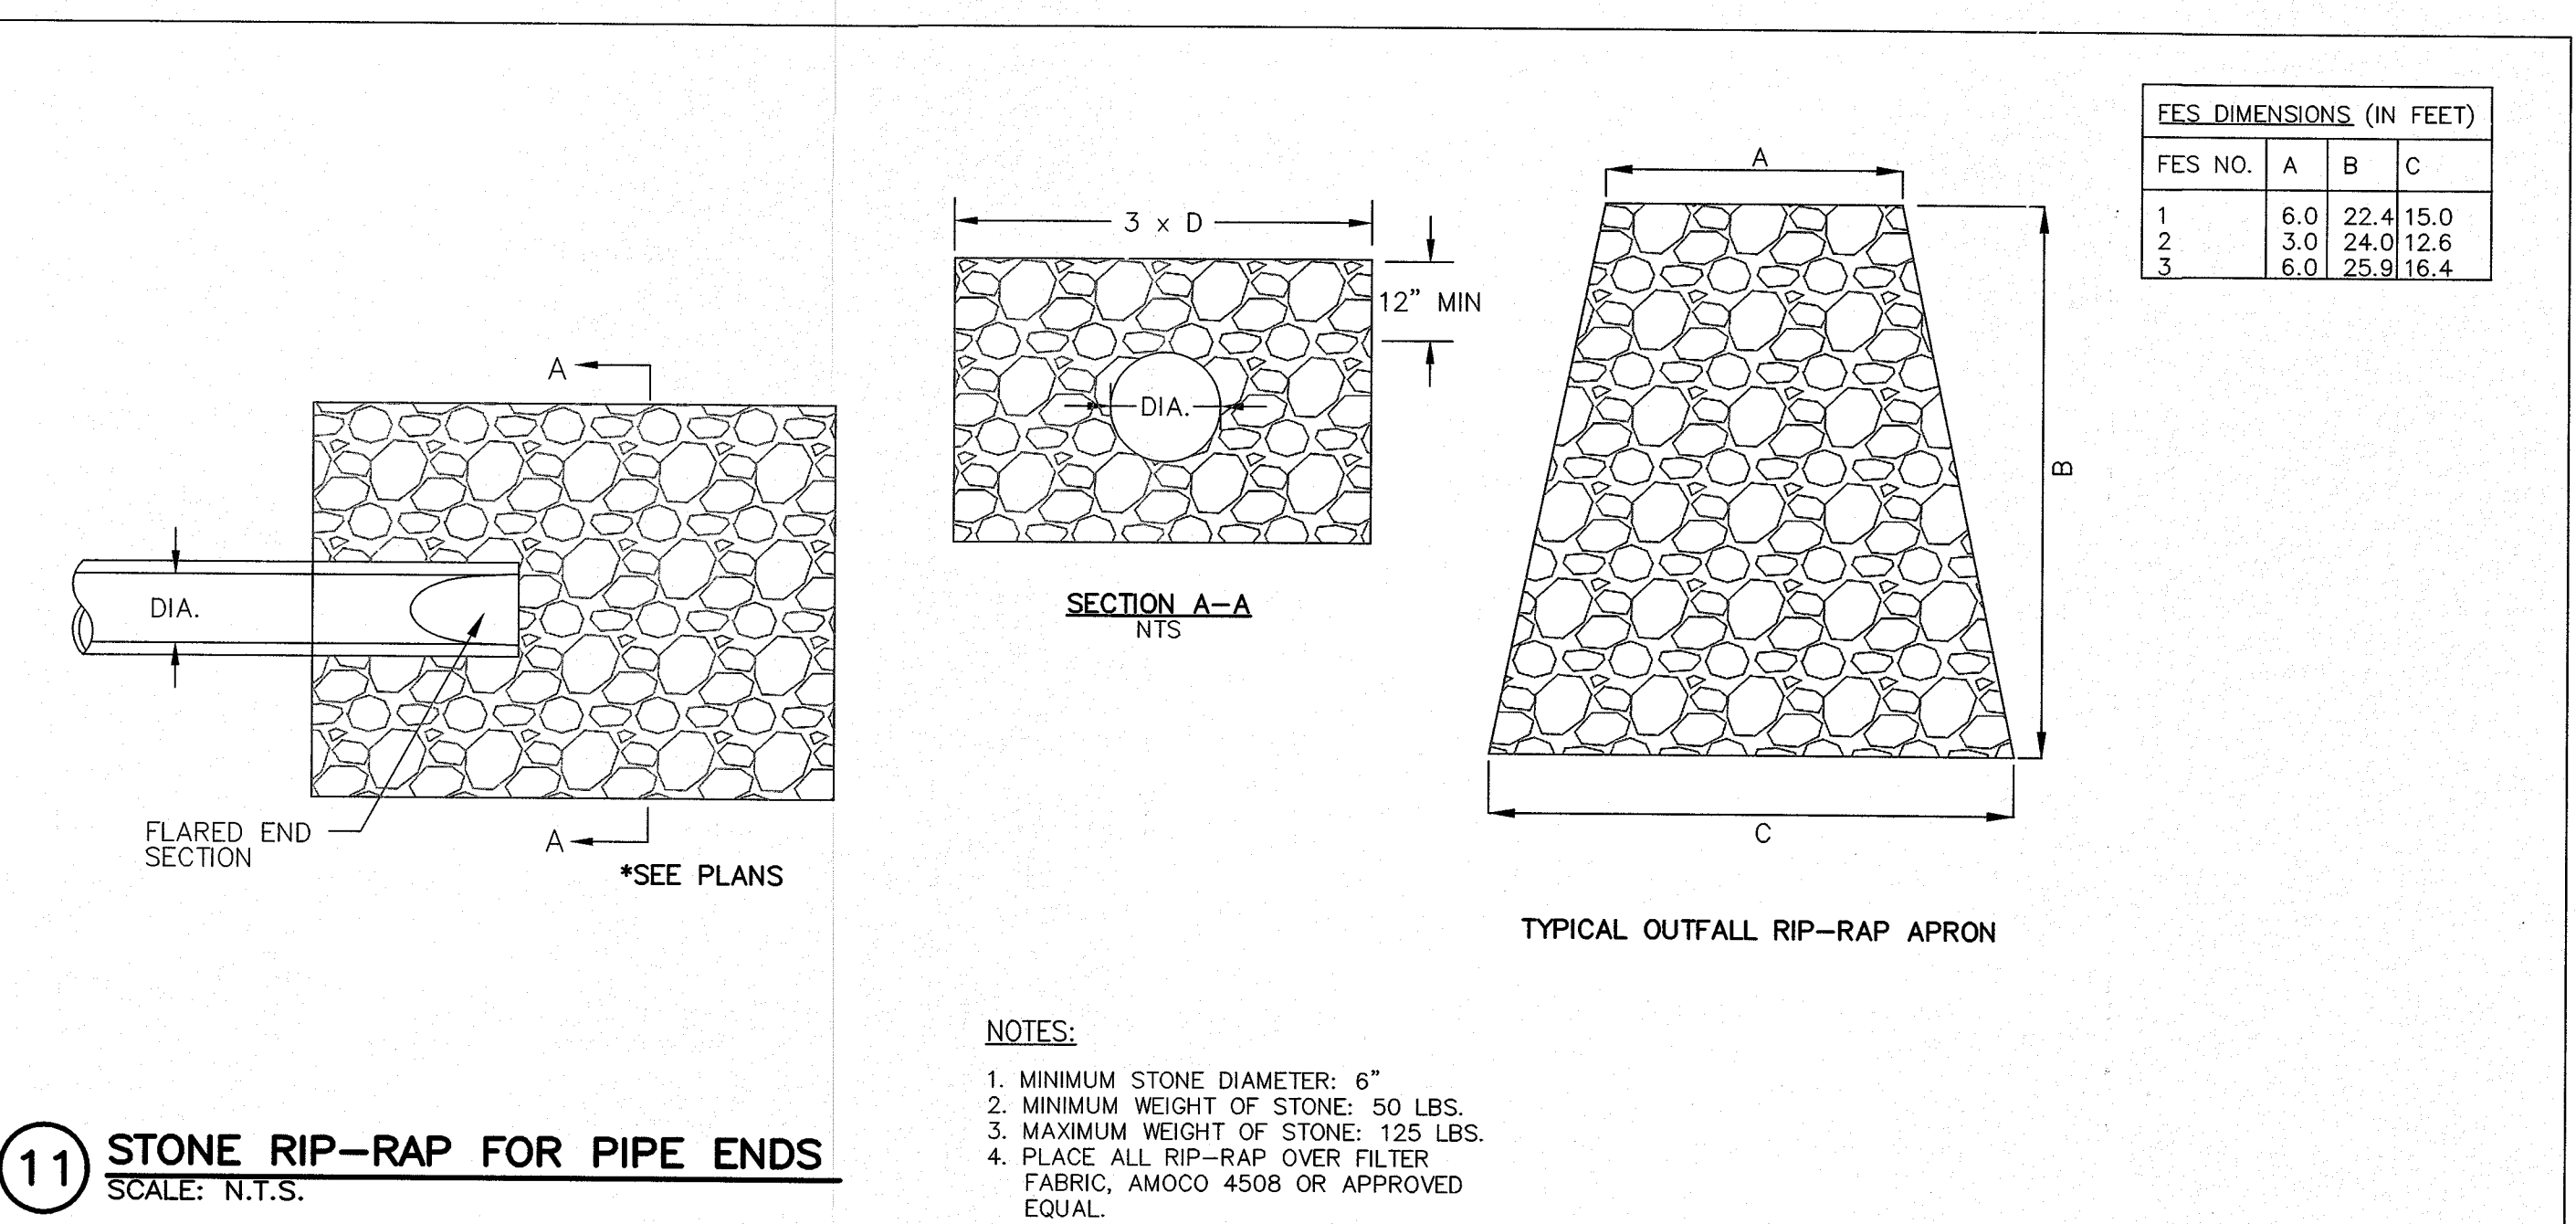 FES DIMENSIONS (IN FEET)
FES NO. A B C
1 6.0 22.4 15.0
2 3.0 24.0 12.6
3 6.0 25.9 16.4
A
3 x D
12" MIN
A
DIA.
B
DIA.
SECTION A-A
NTS
FLARED END
SECTION
A
*SEE PLANS
C
TYPICAL OUTFALL RIP-RAP APRON
NOTES:
1. MINIMUM STONE DIAMETER: 6"
2. MINIMUM WEIGHT OF STONE: 50 LBS.
3. MAXIMUM WEIGHT OF STONE: 125 LBS.
4. PLACE ALL RIP-RAP OVER FILTER
FABRIC, AMOCO 4508 OR APPROVED
EQUAL.
11 STONE RIP-RAP FOR PIPE ENDS
SCALE: N.T.S.